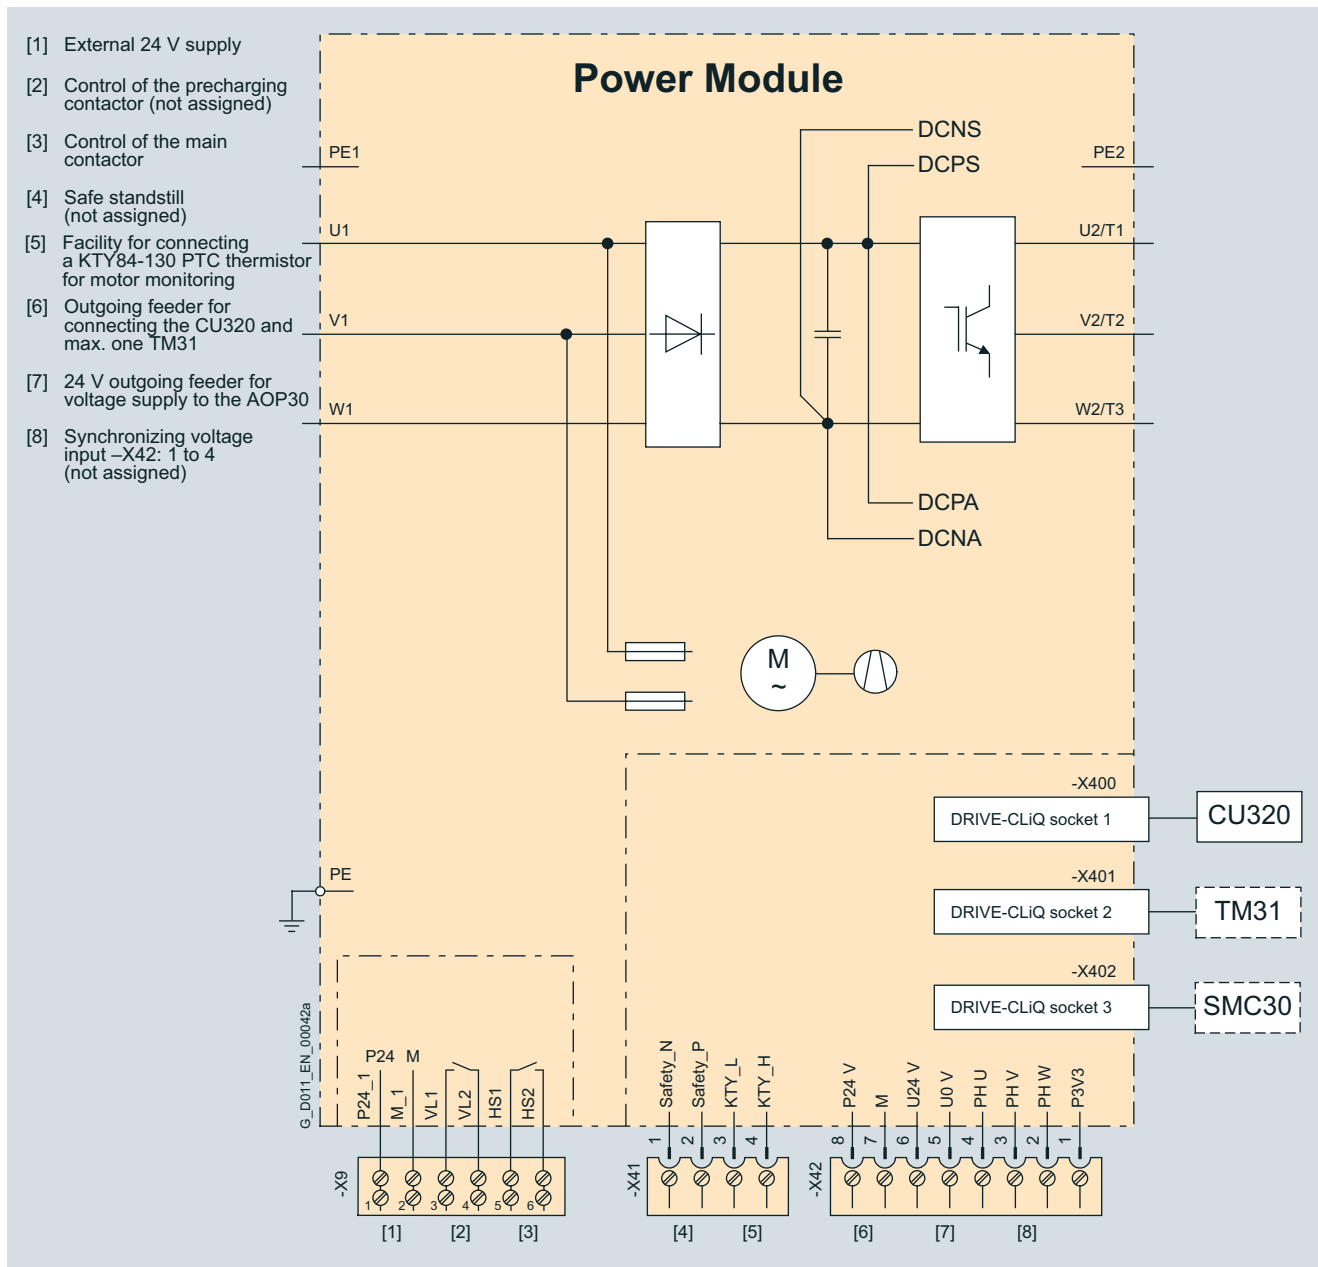 [1] External 24 V supply
[2] Control of the precharging
contactor (not assigned)
[3] Control of the main
contactor
[4] Safe standstill
(not assigned)
[5] Facility for connecting
a KTY84-130 PTC thermistor
for motor monitoring
[6] Outgoing feeder for
connecting the CU320 and
max. one TM31
[7] 24 V outgoing feeder for
voltage supply to the AOP30
[8] Synchronizing voltage
input –X42: 1 to 4
(not assigned)
Power Module
DCNS
DCPS
PE1
PE2
U1
U2/T1
V1
V2/T2
W1
W2/T3
DCPA
DCNA
M
~
-X400
DRIVE-CLiQ socket 1
CU320
PE
-X401
DRIVE-CLiQ socket 2
TM31
-X402
DRIVE-CLiQ socket 3
SMC30
G_D011_EN_00042a
P24 M
P24_1
M_1
VL1
VL2
HS1
HS2
Safety_N
Safety_P
KTY_L
KTY_H
P24 V
M
U24 V
U0 V
PH U
PH V
PH W
P3V3
1 2 3 4
8 7 6 5 4 3 2 1
-X9
-X41
-X42
1 2 3 4 5 6
[1] [2] [3]
[4] [5]
[6] [7] [8]